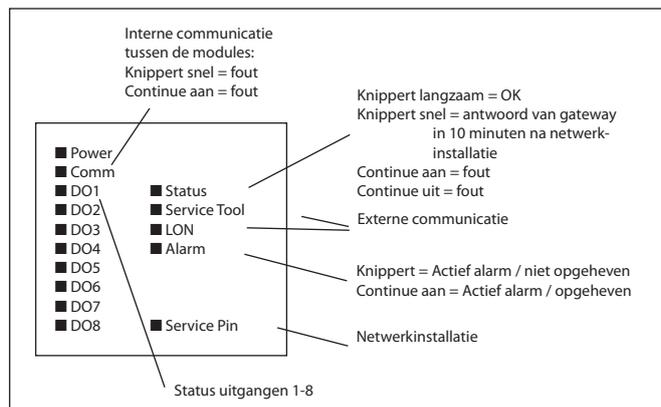 Interne communicatie
tussen de modules:
Knippert snel = fout
Continue aan = fout
Knippert langzaam = OK
Knippert snel = antwoord van gateway
in 10 minuten na netwerk-
installatie
Continue aan = fout
Continue uit = fout
Externe communicatie
Knippert = Actief alarm / niet opgeheven
Continue aan = Actief alarm / opgeheven
Netwerkinstallatie
Power
Comm
DO1
DO2
DO3
DO4
DO5
DO6
DO7
DO8
Status
Service Tool
LON
Alarm
Service Pin
Status uitgangen 1-8